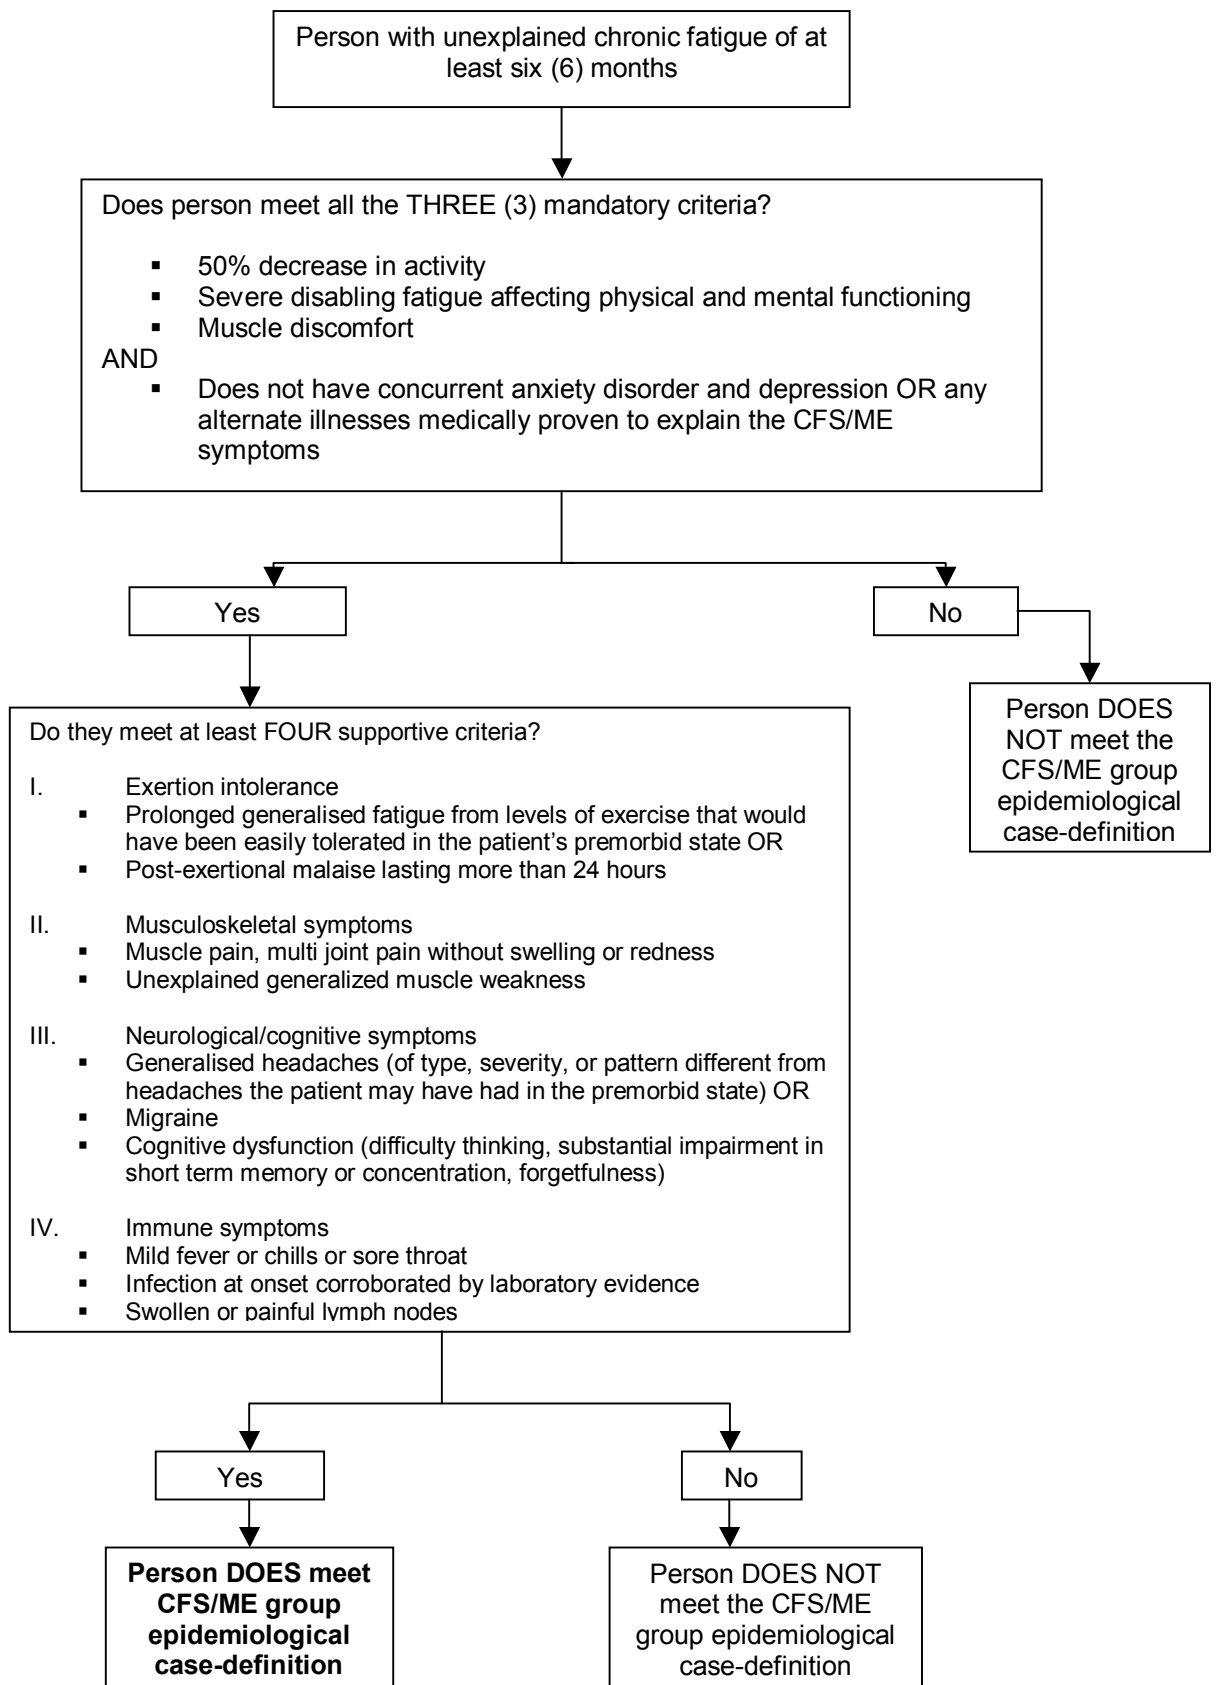 Person with unexplained chronic fatigue of at
least six (6) months
Does person meet all the THREE (3) mandatory criteria?
▪ 50% decrease in activity
▪ Severe disabling fatigue affecting physical and mental functioning
▪ Muscle discomfort
AND
▪ Does not have concurrent anxiety disorder and depression OR any
alternate illnesses medically proven to explain the CFS/ME
symptoms
Yes
No
Person DOES
NOT meet the
CFS/ME group
epidemiological
case-definition
Do they meet at least FOUR supportive criteria?
I. Exertion intolerance
▪ Prolonged generalised fatigue from levels of exercise that would
have been easily tolerated in the patient’s premorbid state OR
▪ Post-exertional malaise lasting more than 24 hours
II. Musculoskeletal symptoms
▪ Muscle pain, multi joint pain without swelling or redness
▪ Unexplained generalized muscle weakness
III. Neurological/cognitive symptoms
▪ Generalised headaches (of type, severity, or pattern different from
headaches the patient may have had in the premorbid state) OR
▪ Migraine
▪ Cognitive dysfunction (difficulty thinking, substantial impairment in
short term memory or concentration, forgetfulness)
IV. Immune symptoms
▪ Mild fever or chills or sore throat
▪ Infection at onset corroborated by laboratory evidence
▪ Swollen or painful lymph nodes
Yes
No
Person DOES meet
CFS/ME group
epidemiological
case-definition
Person DOES NOT
meet the CFS/ME
group epidemiological
case-definition